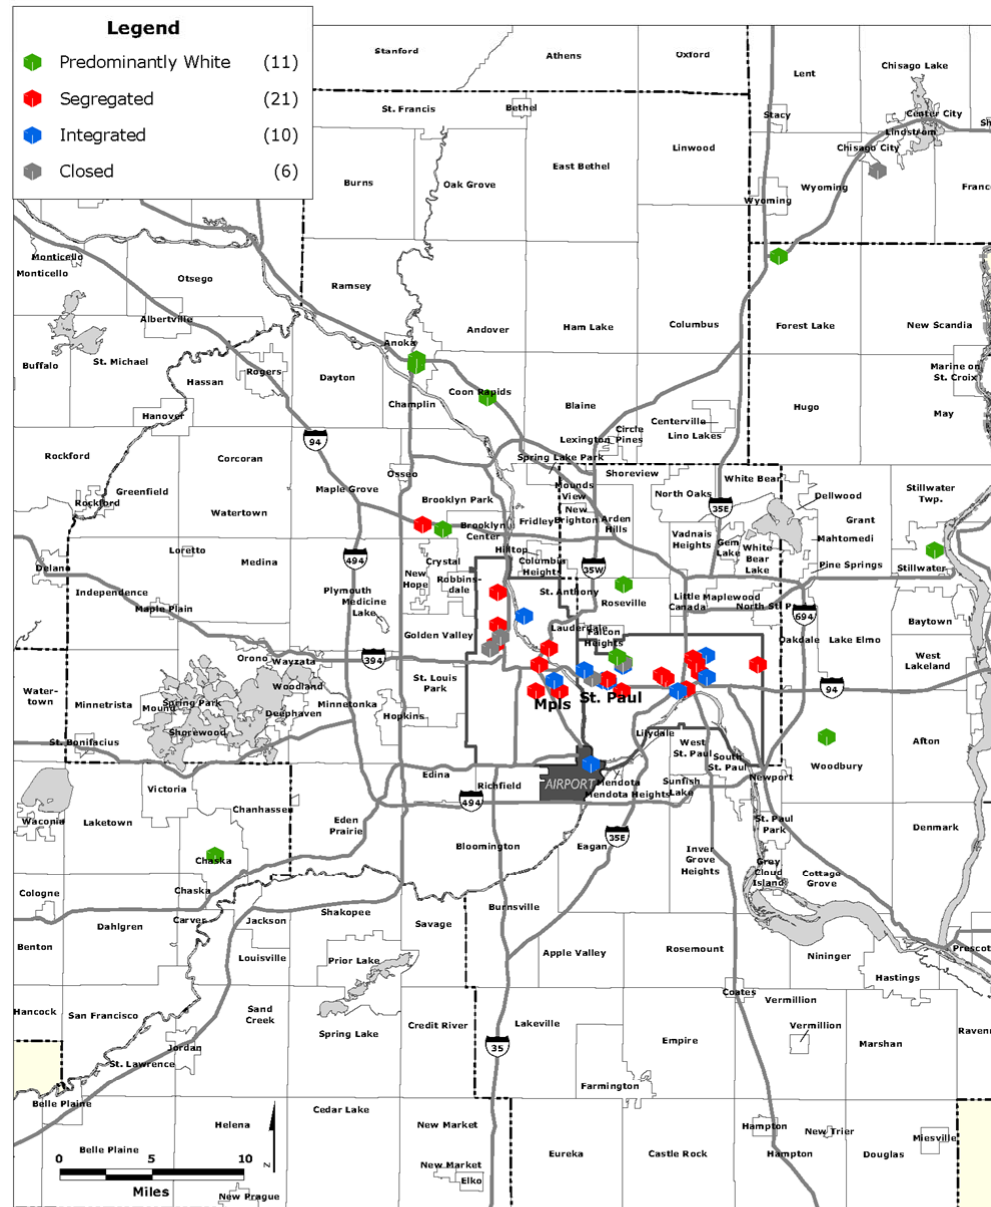 Legend
Predominantly White (11)
Segregated (21)
Integrated (10)
Closed (6)
Stanford
Athens
Oxford
Lent
Chisago Lake
St. Francis
Bethel
Stacy
Center City
Lindstrom
Chisago City
Linwood
East Bethel
Burns
Oak Grove
Wyoming
Wyoming
Franc
Monticello
Monticello
Otsego
Ramsey
Albertville
Andover
Ham Lake
Columbus
Forest Lake
New Scandia
Anoka
Buffalo
St. Michael
Rogers
Hassan
Dayton
Coon Rapids
Marine on
St. Croix
Champlin
Blaine
Hugo
May
Hanover
Centerville
Circle
Pines
Lexington
Lino Lakes
94
Rockford
Corcoran
Spring Lake Park
Osseo
Shoreview
Mounds
View
White Bear
Maple Grove
Greenfield
Rockford
Brooklyn Park
North Oaks
Dellwood
Stillwater
Twp.
35E
Watertown
New
Brighton
Arden
Hills
Grant
Brooklyn
Center
Fridley
Vadnais
Heights
Gem
Lake
White
Bear
Lake
Mahtomedi
Loretto
Medina
Hilltop
Delano
494
Crystal
Columbia
Heights
35W
Pine Springs
Stillwater
New
Hope
Robbins-
dale
Independence
Plymouth
Medicine
Lake
St. Anthony
Roseville
Little
Canada
Maplewood
North St P
Maple Plain
694
Baytown
Golden Valley
Lauderdale
Falcon
Heights
Oakdale
Lake Elmo
Orono
Wayzata
394
West
Lakeland
Woodland
St. Louis
Park
94
Water-
town
Minnetrista
Mound
Spring Park
Deephaven
Minnetonka
Hopkins
Mpls
St. Paul
Shorewood
St. Bonifacius
Lilydale
West
St. Paul
South
St. Paul
Afton
Woodbury
Edina
Richfield
AIRPORT
Mendota
Mendota Heights
Sunfish
Lake
Newport
Victoria
Chanhassen
Waconia
Laketown
494
St. Paul
Park
Eden
Prairie
35E
Denmark
Bloomington
Eagan
Inver
Grove
Heights
Chaska
Grey
Cloud
Island
Cottage
Grove
Cologne
Chaska
Burnsville
Dahlgren
Carver
Jackson
Shakopee
Savage
Benton
Louisville
Prior Lake
Apple Valley
Rosemount
Nininger
Prescot
Hastings
Coates
Vermillion
Hancock
San Francisco
Sand
Creek
Spring Lake
Credit River
Lakeville
Empire
Vermillion
Marshan
Raven
Jordan
35
St. Lawrence
Farmington
Belle Plaine
Cedar Lake
Helena
New Market
Hampton
New Trier
Miesville
Belle Plaine
Eureka
Castle Rock
Hampton
Douglas
N
0 5 10
Miles
New Market
Elko
New Prague